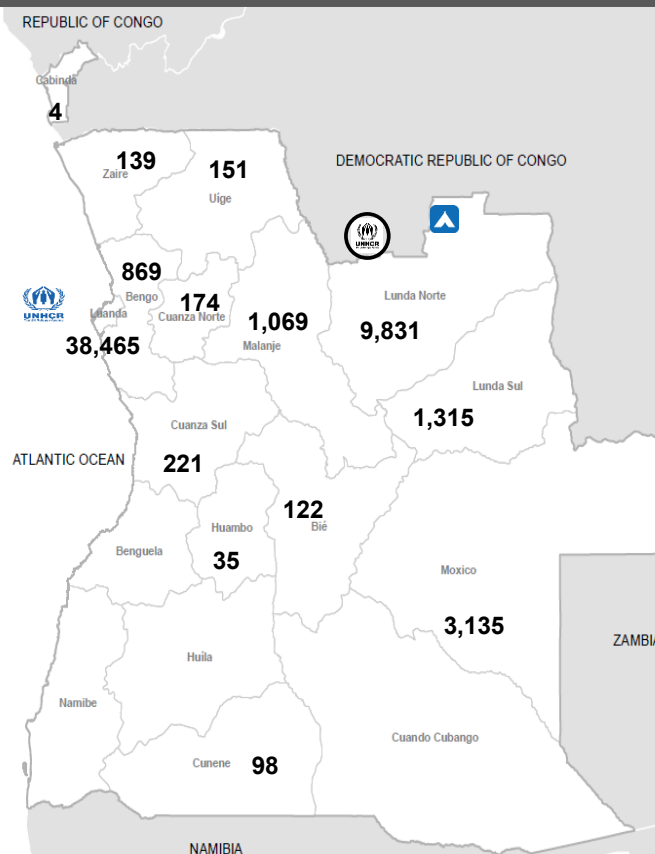 REPUBLIC OF CONGO
Cabinda
4
139
Zaire
151
Uíge
DEMOCRATIC REPUBLIC OF CONGO
UNHCR
869
Bengo
174
Cuanza Norte
1,069
Malanje
Lunda Norte
9,831
UNHCR
Luanda
38,465
Lunda Sul
1,315
Cuanza Sul
221
ATLANTIC OCEAN
122
Bié
Huambo
35
Benguela
Moxico
3,135
ZAMBIA
Huila
Namibe
Cuando Cubango
Cunene
98
NAMIBIA